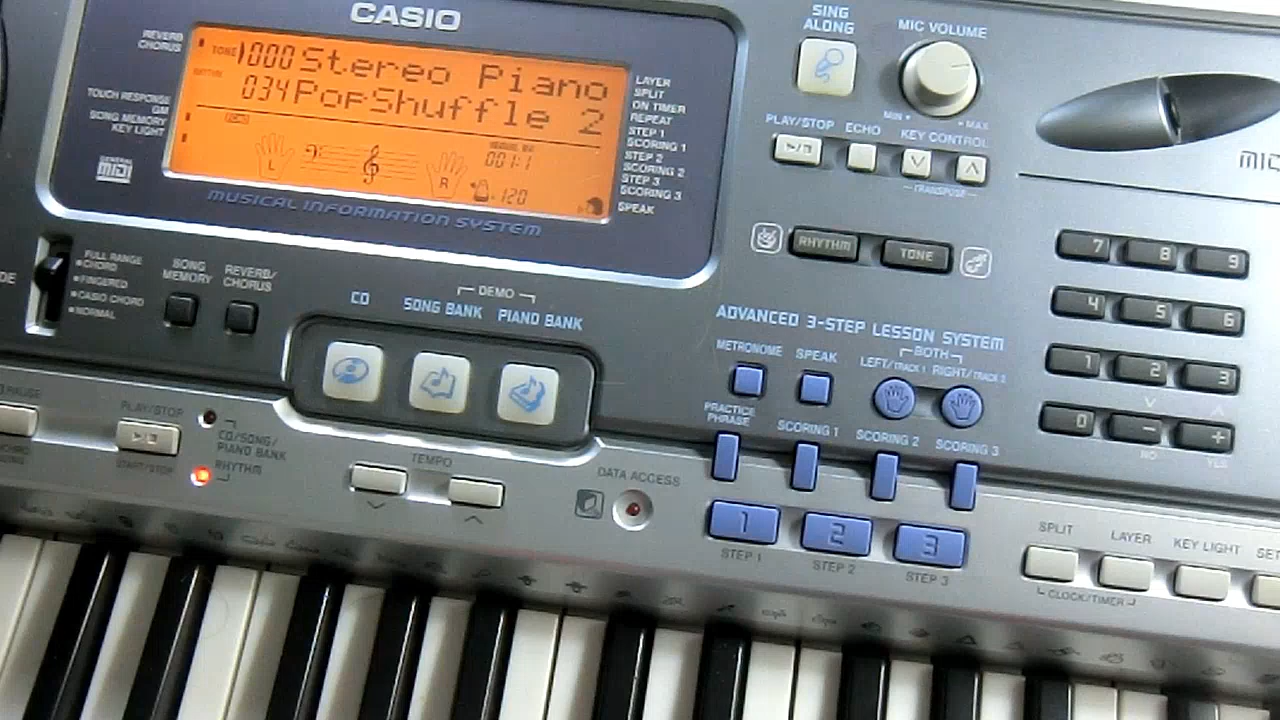 CASIO
REVERB
CHORUS
TONE 000 Stereo Piano
RHYTHM 034 PopShuffle 2
TOUCH RESPONSE
GM
SONG MEMORY
KEY LIGHT
GENERAL
MIDI
L
R
001:1
120
LAYER
SPLIT
ON TIMER
REPEAT
STEP 1
SCORING 1
STEP 2
SCORING 2
STEP 3
SCORING 3
SPEAK
MUSICAL INFORMATION SYSTEM
SING
ALONG
MIC VOLUME
MIN
MAX
PLAY/STOP
ECHO
KEY CONTROL
TRANSPOSE
RHYTHM
TONE
7 8 9
4 5 6
1 2 3
0 − +
NO
YES
FULL RANGE
CHORD
FINGERED
CASIO CHORD
NORMAL
SONG
MEMORY
REVERB/
CHORUS
DEMO
CD
SONG BANK
PIANO BANK
ADVANCED 3-STEP LESSON SYSTEM
METRONOME
SPEAK
BOTH
LEFT/TRACK 1
RIGHT/TRACK 2
PRACTICE
PHRASE
SCORING 1
SCORING 2
SCORING 3
1 2 3
STEP 1
STEP 2
STEP 3
PLAY/STOP
START/STOP
CD/SONG/
PIANO BANK
RHYTHM
TEMPO
DATA ACCESS
SPLIT
LAYER
KEY LIGHT
CLOCK/TIMER